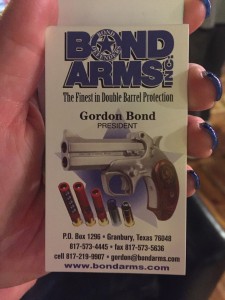 BOND
ARMS INC.
The Finest in Double Barrel Protection
Gordon Bond
PRESIDENT
P.O. Box 1296 • Granbury, Texas 76048
817-573-4445 • fax 817-573-5636
cell 817-219-9907 • gordon@bondarms.com
www.bondarms.com